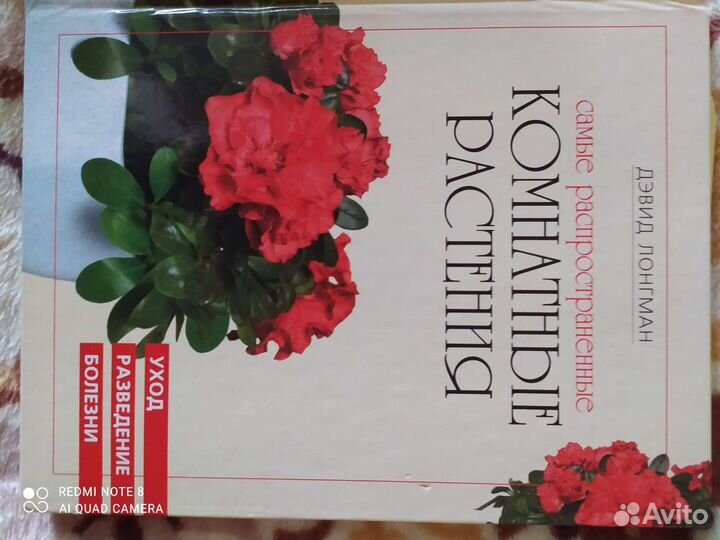 ДЭВИД ЛОНГМАН
самые распространенные
КОМНАТНЫЕ
РАСТЕНИЯ
УХОД
РАЗВЕДЕНИЕ
БОЛЕЗНИ
REDMI NOTE 8
AI QUAD CAMERA
Avito